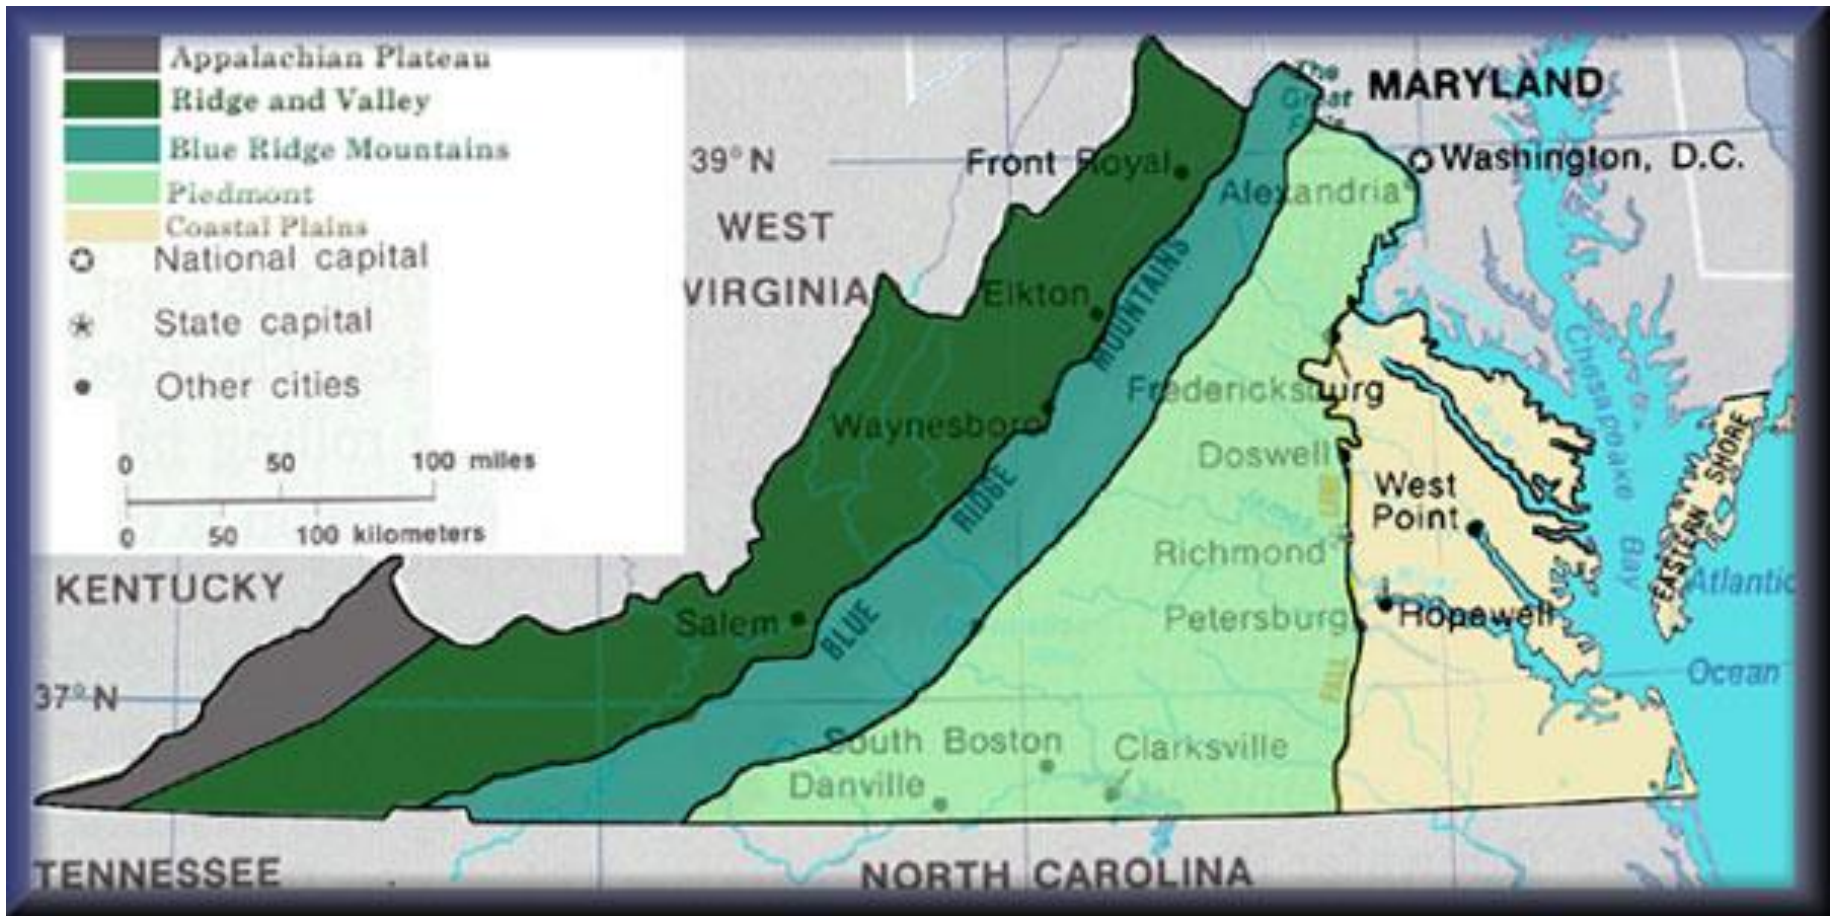 Appalachian Plateau
Ridge and Valley
Blue Ridge Mountains
Piedmont
Coastal Plains
National capital
State capital
Other cities
0 50 100 miles
0 50 100 kilometers
The
Great
MARYLAND
39° N
Front Royal
Washington, D.C.
Alexandria
WEST
VIRGINIA
Elkton
MOUNTAINS
Fredericksburg
Waynesboro
Chesapeake
Bay
Doswell
RIDGE
West
Point
EASTERN SHORE
Richmond
KENTUCKY
Atlantic
Ocean
Salem
BLUE
Petersburg
Hopewell
37° N
FALL
South Boston
Clarksville
Danville
TENNESSEE
NORTH CAROLINA